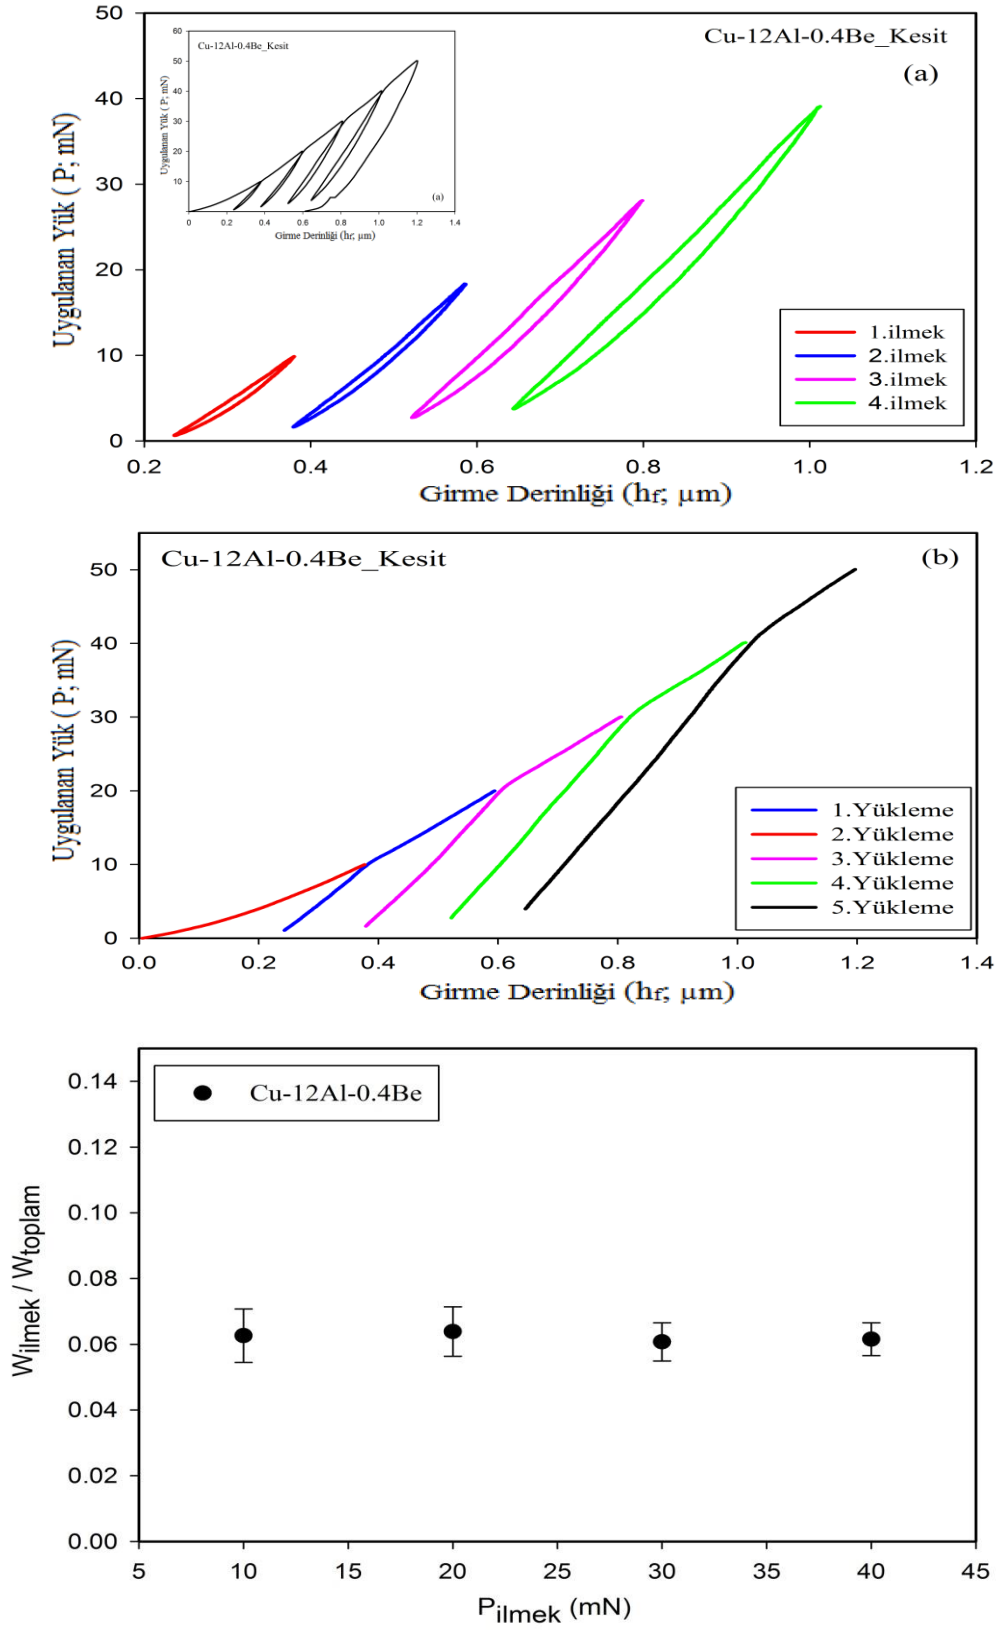 Cu-12Al-0.4Be_Kesit
(a)
Uygulanan Yük ( P; mN)
50
40
30
20
10
0
0.2
0.4
0.6
0.8
1.0
1.2
Girme Derinliği (hf; µm)
1.ilmek
2.ilmek
3.ilmek
4.ilmek
Cu-12Al-0.4Be_Kesit
Uygulanan Yük ( P; mN)
60
50
40
30
20
10
0
0.2
0.4
0.6
0.8
1.0
1.2
1.4
(a)
Girme Derinliği (hf; µm)
Cu-12Al-0.4Be_Kesit
(b)
Uygulanan Yük ( P; mN)
50
40
30
20
10
0
0.0
0.2
0.4
0.6
0.8
1.0
1.2
1.4
Girme Derinliği (hf; µm)
1.Yükleme
2.Yükleme
3.Yükleme
4.Yükleme
5.Yükleme
Cu-12Al-0.4Be
Wilmek / Wtoplam
0.14
0.12
0.10
0.08
0.06
0.04
0.02
0.00
5
10
15
20
25
30
35
40
45
Pilmek (mN)